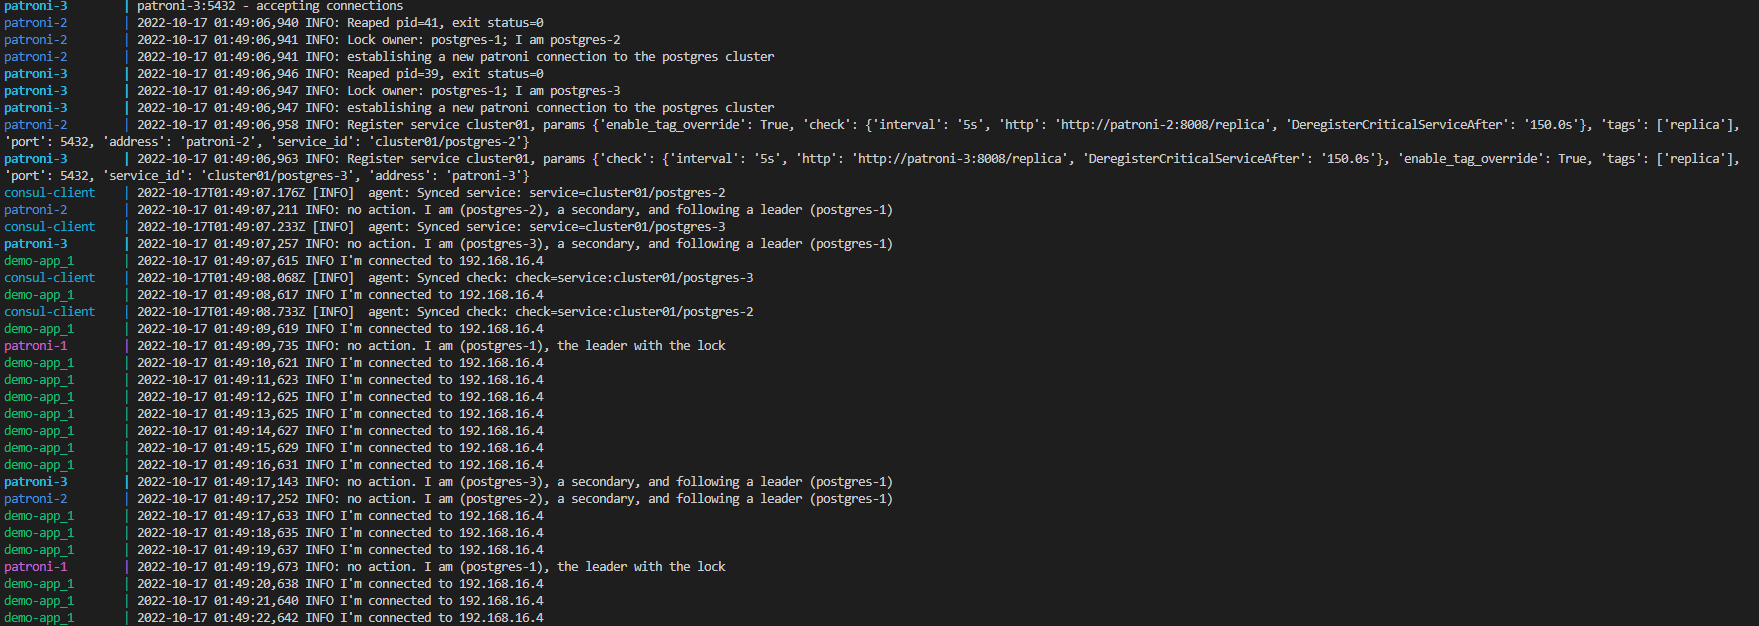 patroni-3 | patroni-3:5432 - accepting connections
patroni-2 | 2022-10-17 01:49:06,940 INFO: Reaped pid=41, exit status=0
patroni-2 | 2022-10-17 01:49:06,941 INFO: Lock owner: postgres-1; I am postgres-2
patroni-2 | 2022-10-17 01:49:06,941 INFO: establishing a new patroni connection to the postgres cluster
patroni-3 | 2022-10-17 01:49:06,946 INFO: Reaped pid=39, exit status=0
patroni-3 | 2022-10-17 01:49:06,947 INFO: Lock owner: postgres-1; I am postgres-3
patroni-3 | 2022-10-17 01:49:06,947 INFO: establishing a new patroni connection to the postgres cluster
patroni-2 | 2022-10-17 01:49:06,958 INFO: Register service cluster01, params {'enable_tag_override': True, 'check': {'interval': '5s', 'http': 'http://patroni-2:8008/replica', 'DeregisterCriticalServiceAfter': '150.0s'}, 'tags': ['replica'],
'port': 5432, 'address': 'patroni-2', 'service_id': 'cluster01/postgres-2'}
patroni-3 | 2022-10-17 01:49:06,963 INFO: Register service cluster01, params {'check': {'interval': '5s', 'http': 'http://patroni-3:8008/replica', 'DeregisterCriticalServiceAfter': '150.0s'}, 'enable_tag_override': True, 'tags': ['replica'],
'port': 5432, 'service_id': 'cluster01/postgres-3', 'address': 'patroni-3'}
consul-client | 2022-10-17T01:49:07.176Z [INFO]  agent: Synced service: service=cluster01/postgres-2
patroni-2 | 2022-10-17 01:49:07,211 INFO: no action. I am (postgres-2), a secondary, and following a leader (postgres-1)
consul-client | 2022-10-17T01:49:07.233Z [INFO]  agent: Synced service: service=cluster01/postgres-3
patroni-3 | 2022-10-17 01:49:07,257 INFO: no action. I am (postgres-3), a secondary, and following a leader (postgres-1)
demo-app_1 | 2022-10-17 01:49:07,615 INFO I'm connected to 192.168.16.4
consul-client | 2022-10-17T01:49:08.068Z [INFO]  agent: Synced check: check=service:cluster01/postgres-3
demo-app_1 | 2022-10-17 01:49:08,617 INFO I'm connected to 192.168.16.4
consul-client | 2022-10-17T01:49:08.733Z [INFO]  agent: Synced check: check=service:cluster01/postgres-2
demo-app_1 | 2022-10-17 01:49:09,619 INFO I'm connected to 192.168.16.4
patroni-1 | 2022-10-17 01:49:09,735 INFO: no action. I am (postgres-1), the leader with the lock
demo-app_1 | 2022-10-17 01:49:10,621 INFO I'm connected to 192.168.16.4
demo-app_1 | 2022-10-17 01:49:11,623 INFO I'm connected to 192.168.16.4
demo-app_1 | 2022-10-17 01:49:12,625 INFO I'm connected to 192.168.16.4
demo-app_1 | 2022-10-17 01:49:13,625 INFO I'm connected to 192.168.16.4
demo-app_1 | 2022-10-17 01:49:14,627 INFO I'm connected to 192.168.16.4
demo-app_1 | 2022-10-17 01:49:15,629 INFO I'm connected to 192.168.16.4
demo-app_1 | 2022-10-17 01:49:16,631 INFO I'm connected to 192.168.16.4
patroni-3 | 2022-10-17 01:49:17,143 INFO: no action. I am (postgres-3), a secondary, and following a leader (postgres-1)
patroni-2 | 2022-10-17 01:49:17,252 INFO: no action. I am (postgres-2), a secondary, and following a leader (postgres-1)
demo-app_1 | 2022-10-17 01:49:17,633 INFO I'm connected to 192.168.16.4
demo-app_1 | 2022-10-17 01:49:18,635 INFO I'm connected to 192.168.16.4
demo-app_1 | 2022-10-17 01:49:19,637 INFO I'm connected to 192.168.16.4
patroni-1 | 2022-10-17 01:49:19,673 INFO: no action. I am (postgres-1), the leader with the lock
demo-app_1 | 2022-10-17 01:49:20,638 INFO I'm connected to 192.168.16.4
demo-app_1 | 2022-10-17 01:49:21,640 INFO I'm connected to 192.168.16.4
demo-app_1 | 2022-10-17 01:49:22,642 INFO I'm connected to 192.168.16.4